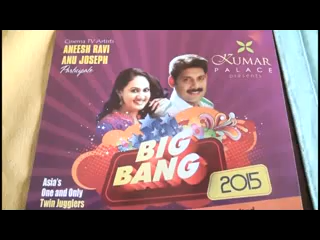 Cinema TV Artists
ANEESH RAVI
ANU JOSEPH
KUMAR
PALACE
presents
BIG
BANG
2015
Asia's
One and Only
Twin Jugglers